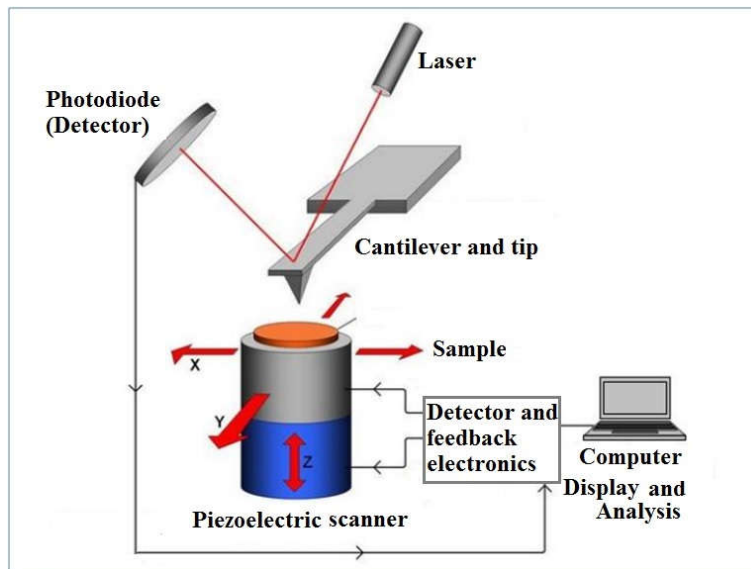 Laser
Photodiode
(Detector)
Cantilever and tip
Sample
X
Y
Z
Detector and
feedback
electronics
Computer
Display and
Analysis
Piezoelectric scanner